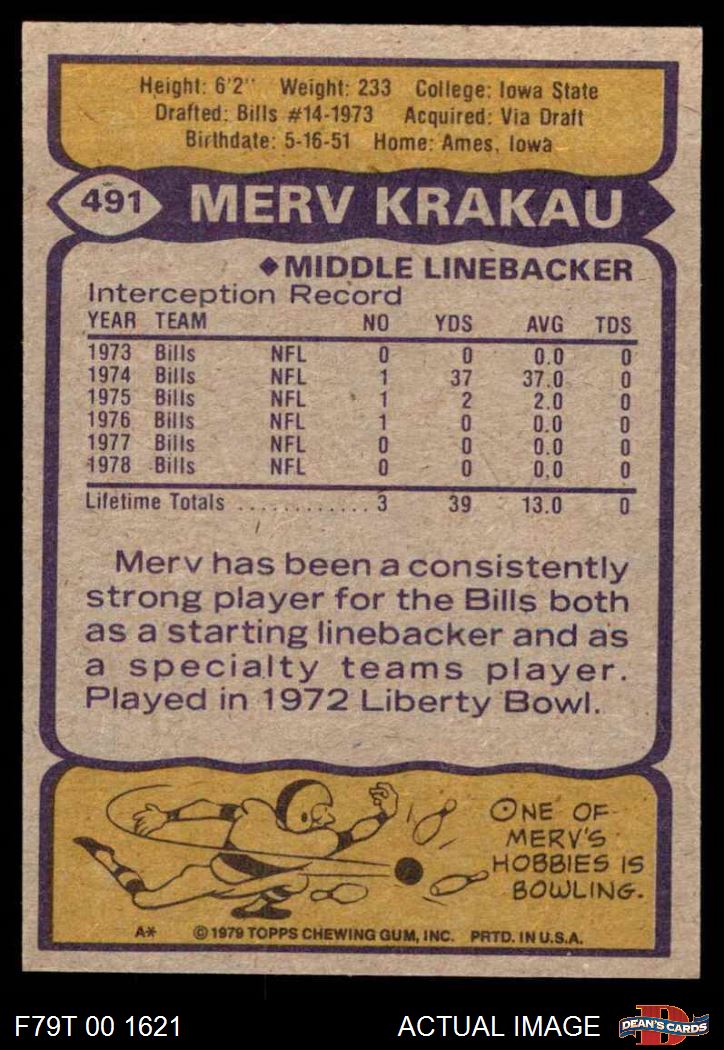 Height: 6'2" Weight: 233 College: Iowa State
Drafted: Bills #14-1973 Acquired: Via Draft
Birthdate: 5-16-51 Home: Ames, Iowa
491 MERV KRAKAU
◆MIDDLE LINEBACKER
Interception Record
YEAR TEAM NO YDS AVG TDS
1973 Bills NFL 0 0 0.0 0
1974 Bills NFL 1 37 37.0 0
1975 Bills NFL 1 2 2.0 0
1976 Bills NFL 1 0 0.0 0
1977 Bills NFL 0 0 0.0 0
1978 Bills NFL 0 0 0.0 0
Lifetime Totals ............ 3 39 13.0 0
Merv has been a consistently
strong player for the Bills both
as a starting linebacker and as
a specialty teams player.
Played in 1972 Liberty Bowl.
ONE OF
MERV'S
HOBBIES IS
BOWLING.
A* ©1979 TOPPS CHEWING GUM, INC. PRTD. IN U.S.A.
F79T 00 1621 ACTUAL IMAGE D DEAN'S CARDS